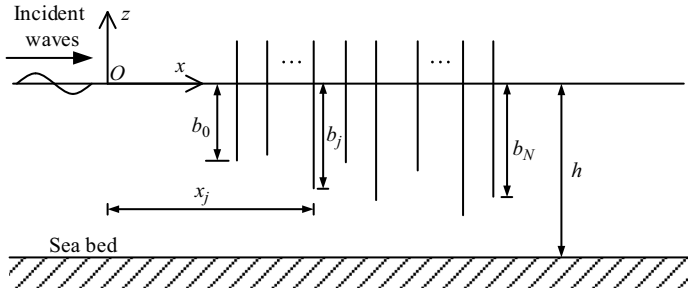 Incident
waves
z
O
x
...
...
b0
bj
bN
h
xj
Sea bed